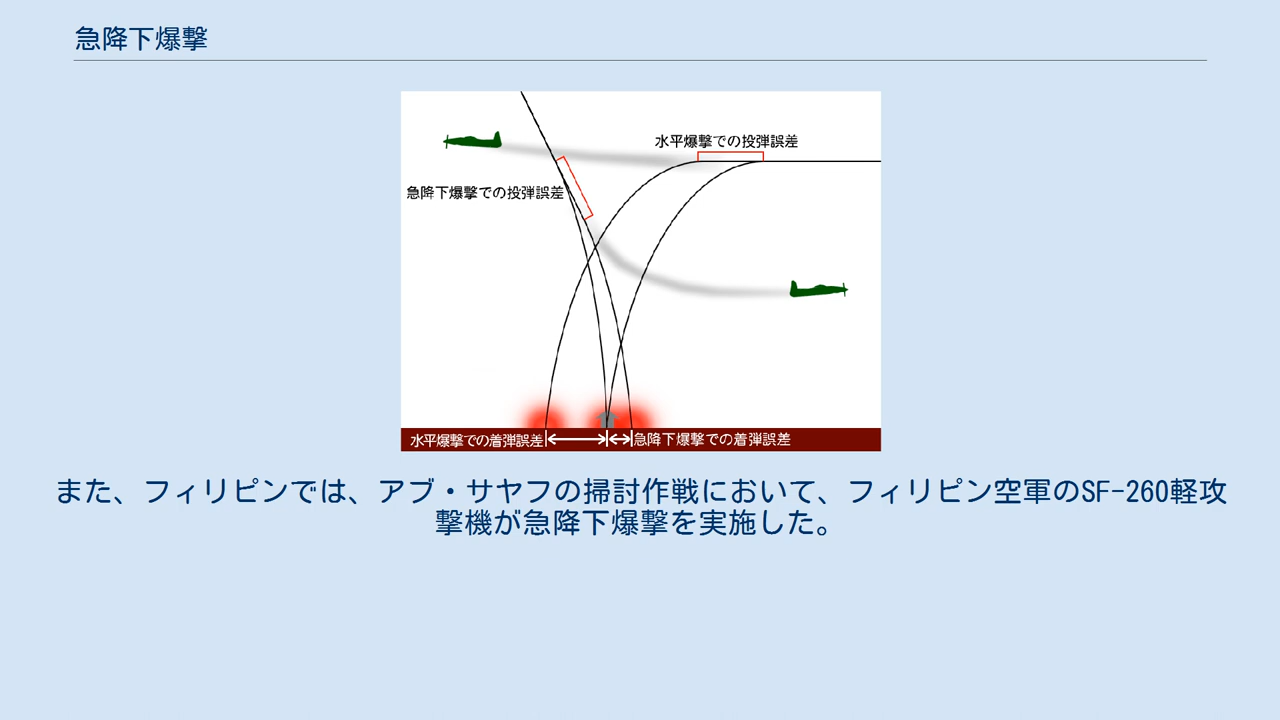 急降下爆撃
水平爆撃での投弾誤差
急降下爆撃での投弾誤差
水平爆撃での着弾誤差
急降下爆撃での着弾誤差
また、フィリピンでは、アブ・サヤフの掃討作戦において、フィリピン空軍のSF-260軽攻
撃機が急降下爆撃を実施した。